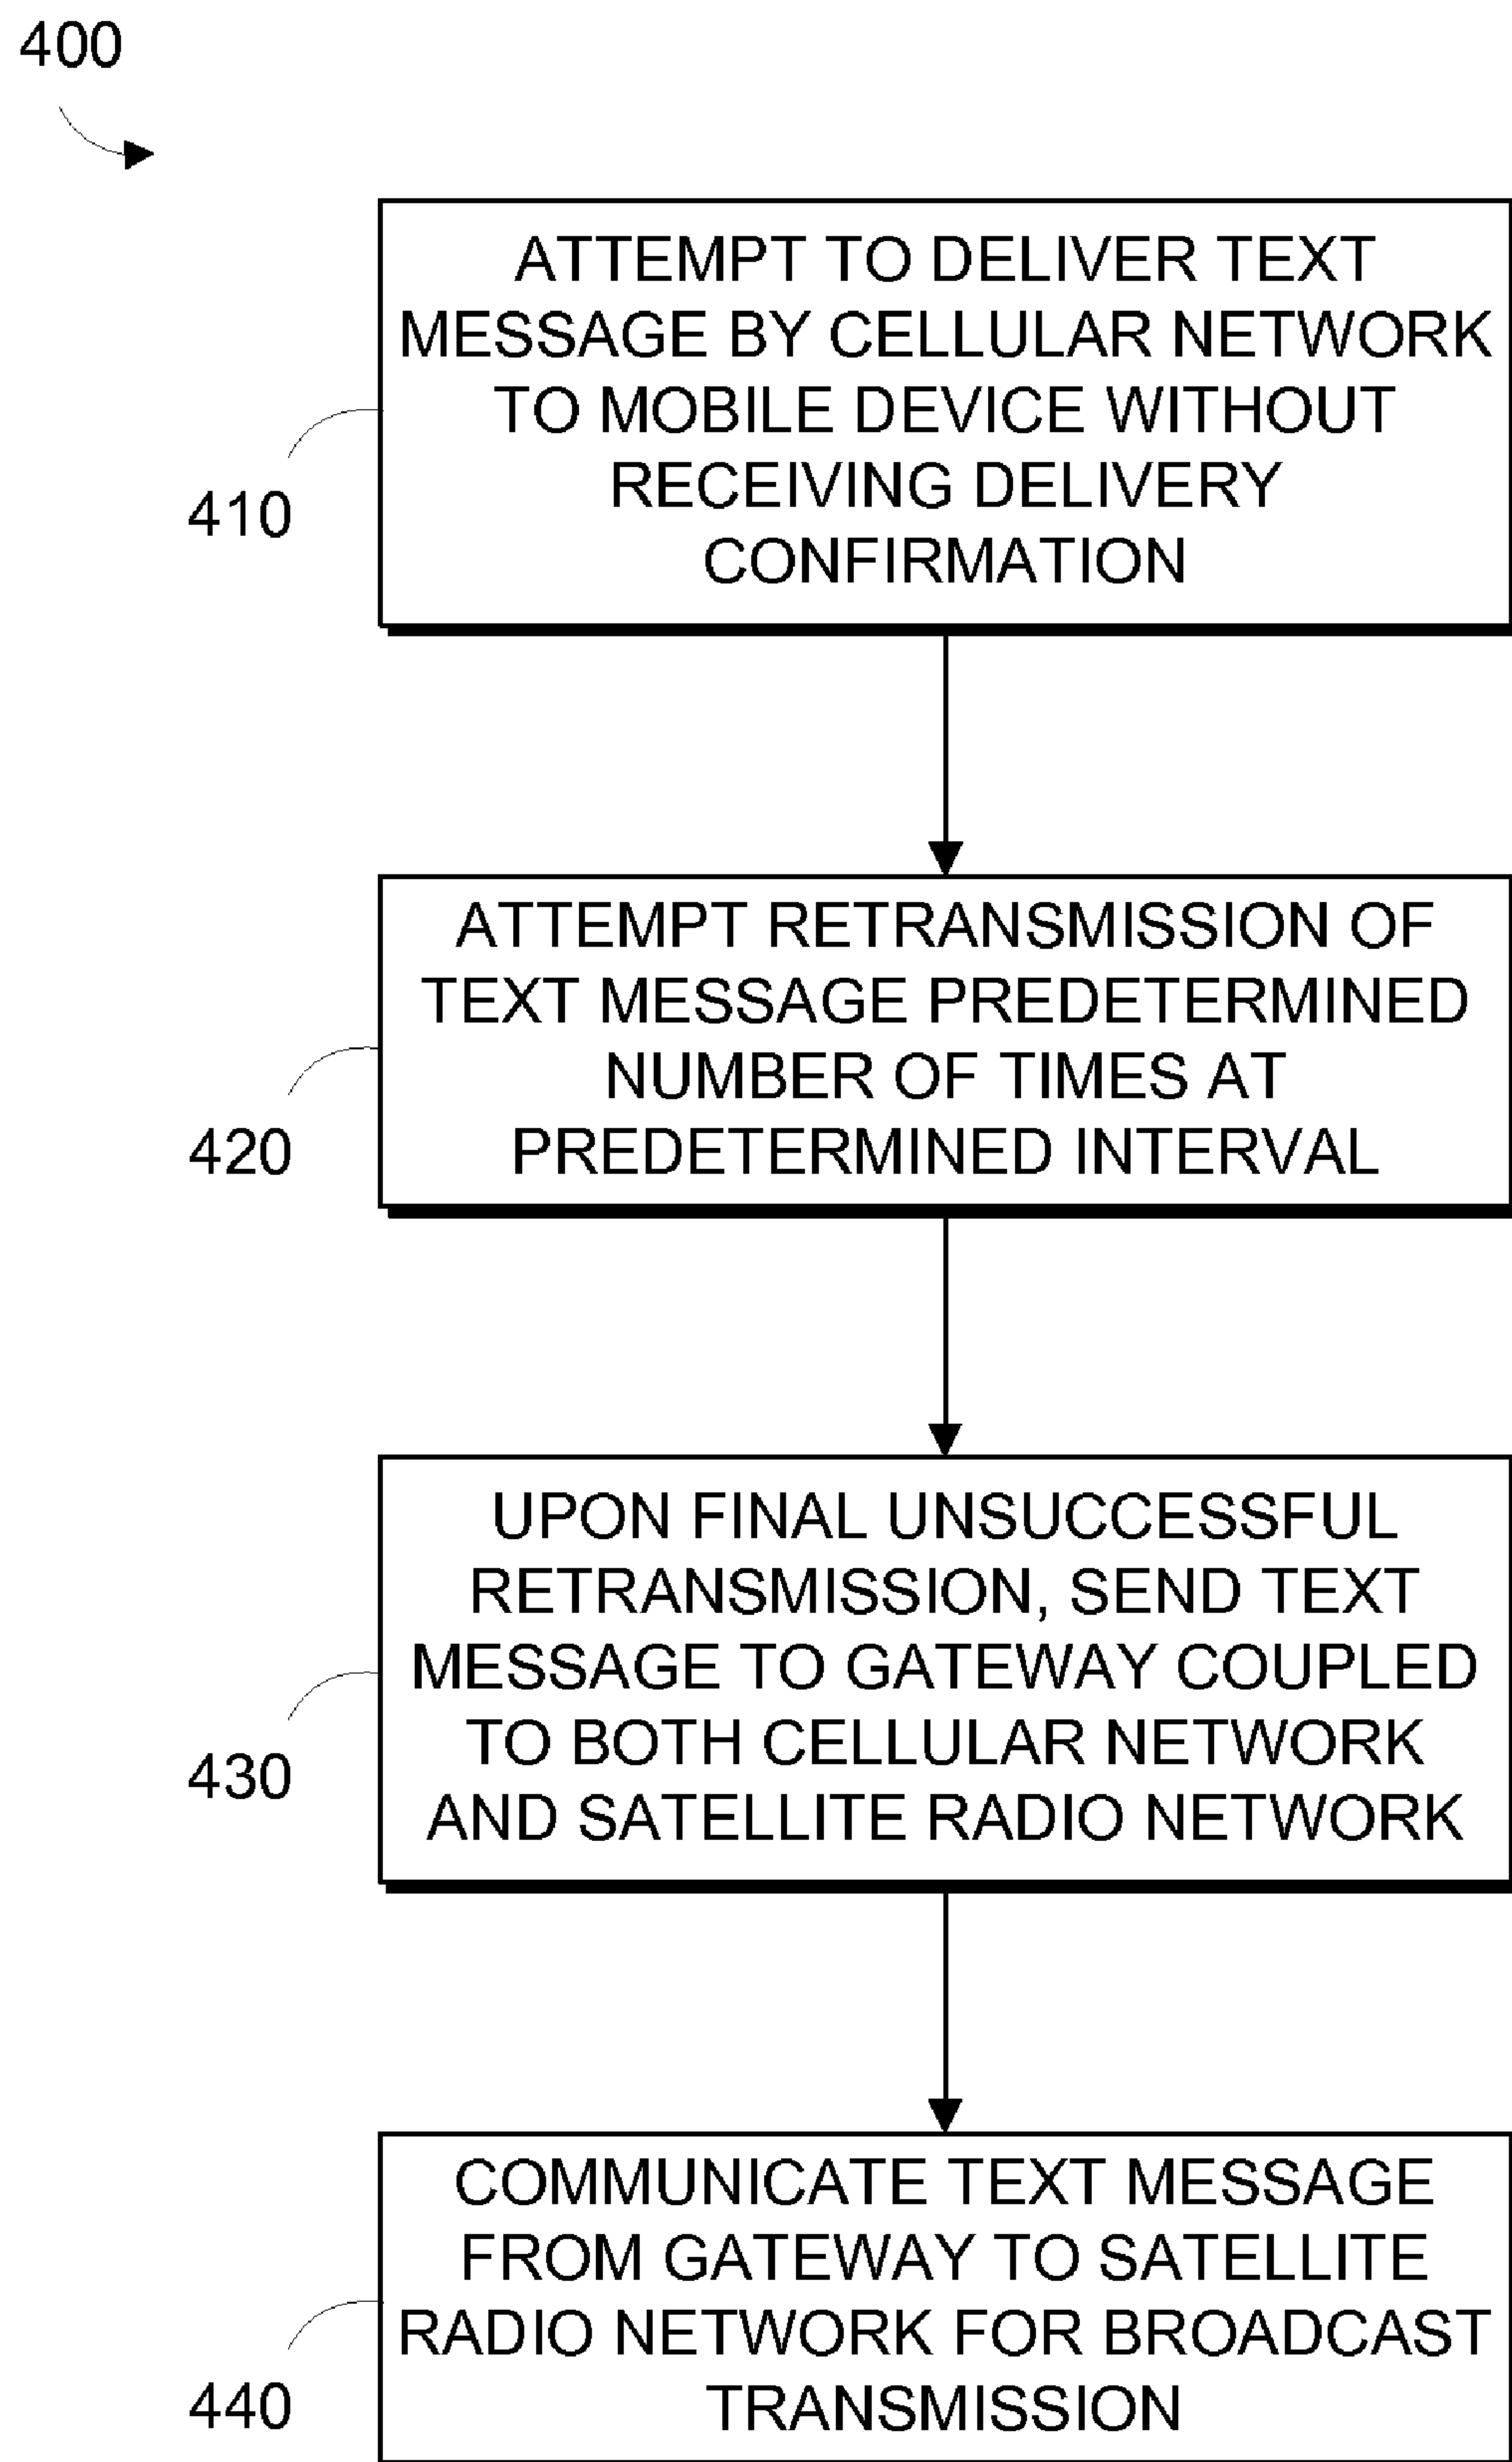 400
ATTEMPT TO DELIVER TEXT
MESSAGE BY CELLULAR NETWORK
TO MOBILE DEVICE WITHOUT
RECEIVING DELIVERY
CONFIRMATION
410
ATTEMPT RETRANSMISSION OF
TEXT MESSAGE PREDETERMINED
NUMBER OF TIMES AT
PREDETERMINED INTERVAL
420
UPON FINAL UNSUCCESSFUL
RETRANSMISSION, SEND TEXT
MESSAGE TO GATEWAY COUPLED
TO BOTH CELLULAR NETWORK
AND SATELLITE RADIO NETWORK
430
COMMUNICATE TEXT MESSAGE
FROM GATEWAY TO SATELLITE
RADIO NETWORK FOR BROADCAST
TRANSMISSION
440